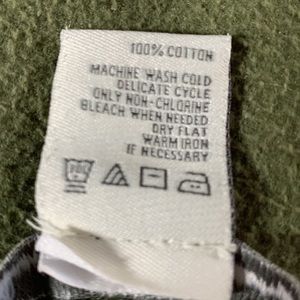 100% COTTON
MACHINE WASH COLD
DELICATE CYCLE
ONLY NON-CHLORINE
BLEACH WHEN NEEDED
DRY FLAT
WARM IRON
IF NECESSARY